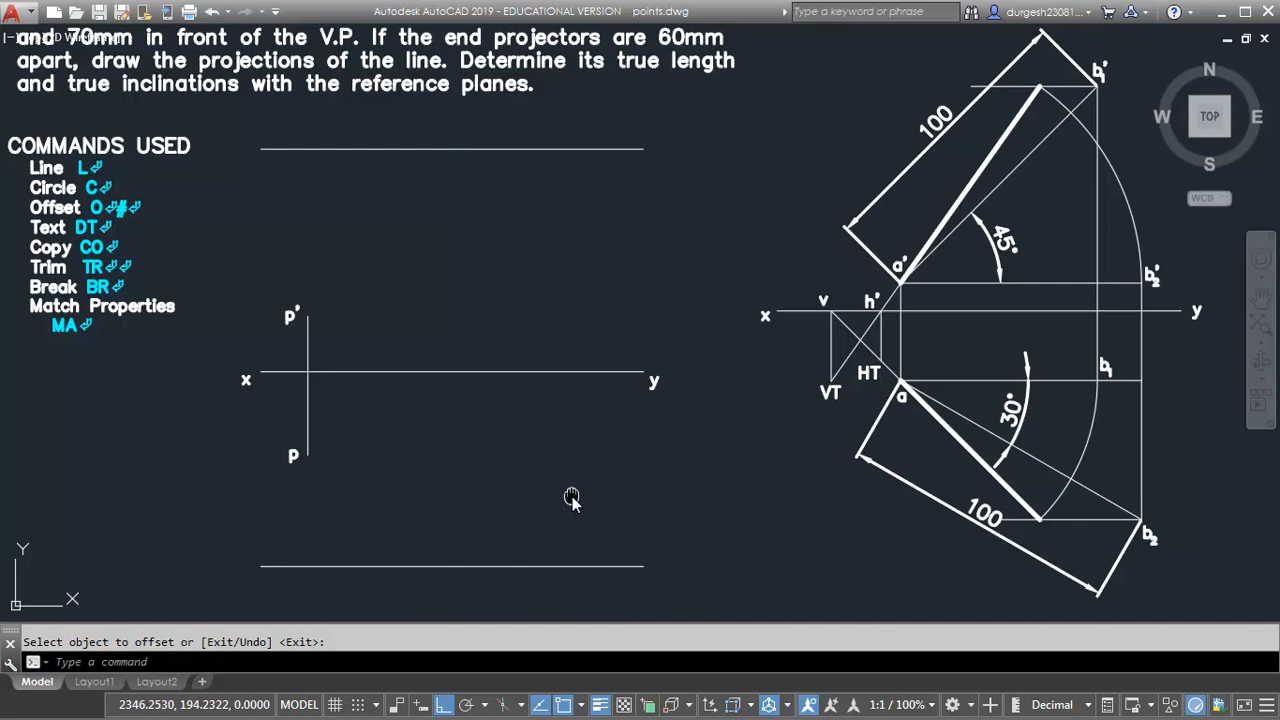 Autodesk AutoCAD 2019 - EDUCATIONAL VERSION points.dwg
Type a keyword or phrase
durgesh23081...
and 70mm in front of the V.P. If the end projectors are 60mm
apart, draw the projections of the line. Determine its true length
and true inclinations with the reference planes.
COMMANDS USED
Line L
Circle C
Offset O #
Text DT
Copy CO
Trim TR
Break BR
Match Properties
MA
p'
x
y
p
b1'
100
45°
a'
b2'
v
h'
x
y
HT
VT
b1
a
30°
100
b2
N
W
TOP
E
S
WCS
Y
X
Select object to offset or [Exit/Undo] <Exit>:
Type a command
Model Layout1 Layout2 +
2346.2530, 194.2322, 0.0000 MODEL 1:1 / 100% Decimal